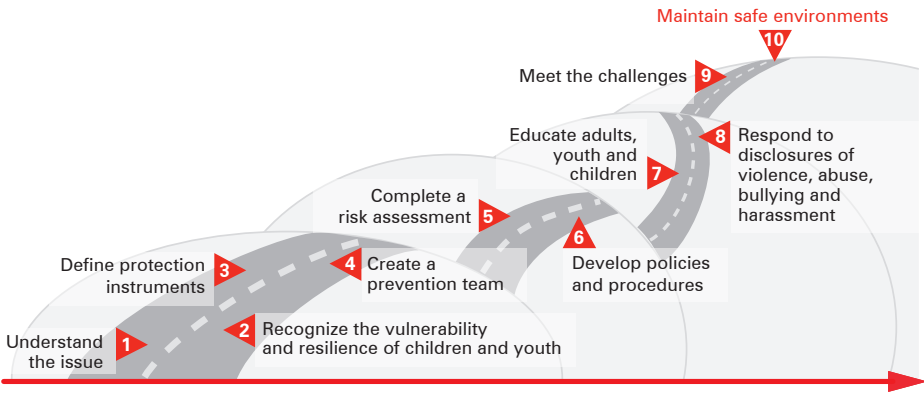 Maintain safe environments
10
Meet the challenges
9
Educate adults,
youth and
children
7
8
Respond to
disclosures of
violence, abuse,
bullying and
harassment
Complete a
risk assessment
5
6
Develop policies
and procedures
Define protection
instruments
3
4
Create a
prevention team
Understand
the issue
1
2
Recognize the vulnerability
and resilience of children and youth